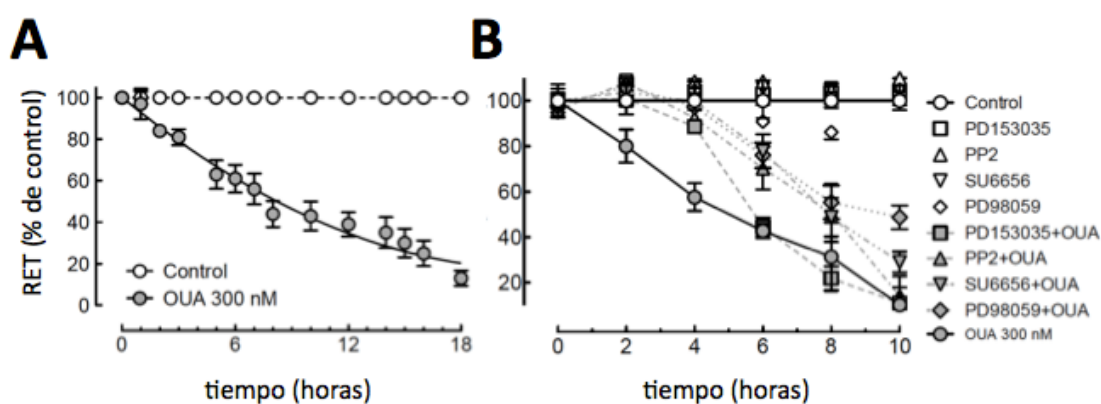 A
B
RET (% de control)
100
80
60
40
20
0
Control
OUA 300 nM
0
6
12
18
tiempo (horas)
100
80
60
40
20
0
2
4
6
8
10
tiempo (horas)
Control
PD153035
PP2
SU6656
PD98059
PD153035+OUA
PP2+OUA
SU6656+OUA
PD98059+OUA
OUA 300 nM